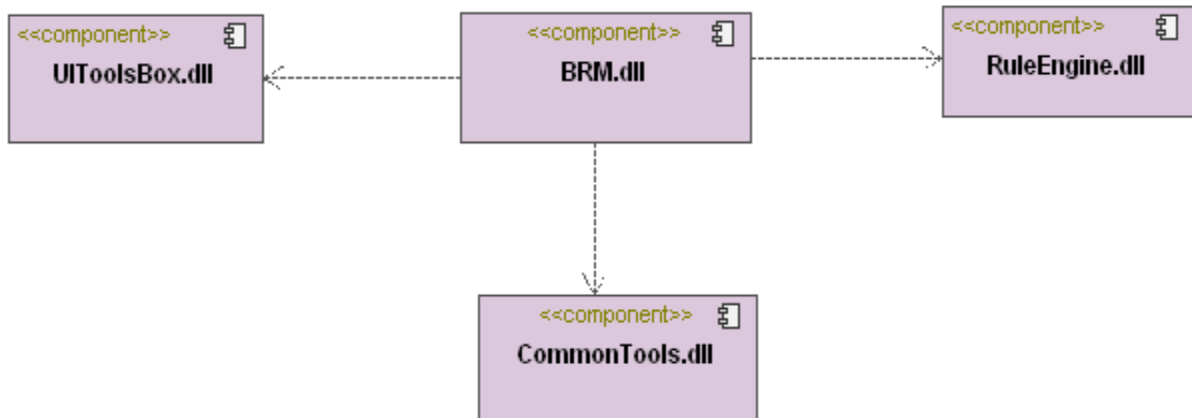 <<component>>
UIToolsBox.dll
<<component>>
BRM.dll
<<component>>
RuleEngine.dll
<<component>>
CommonTools.dll